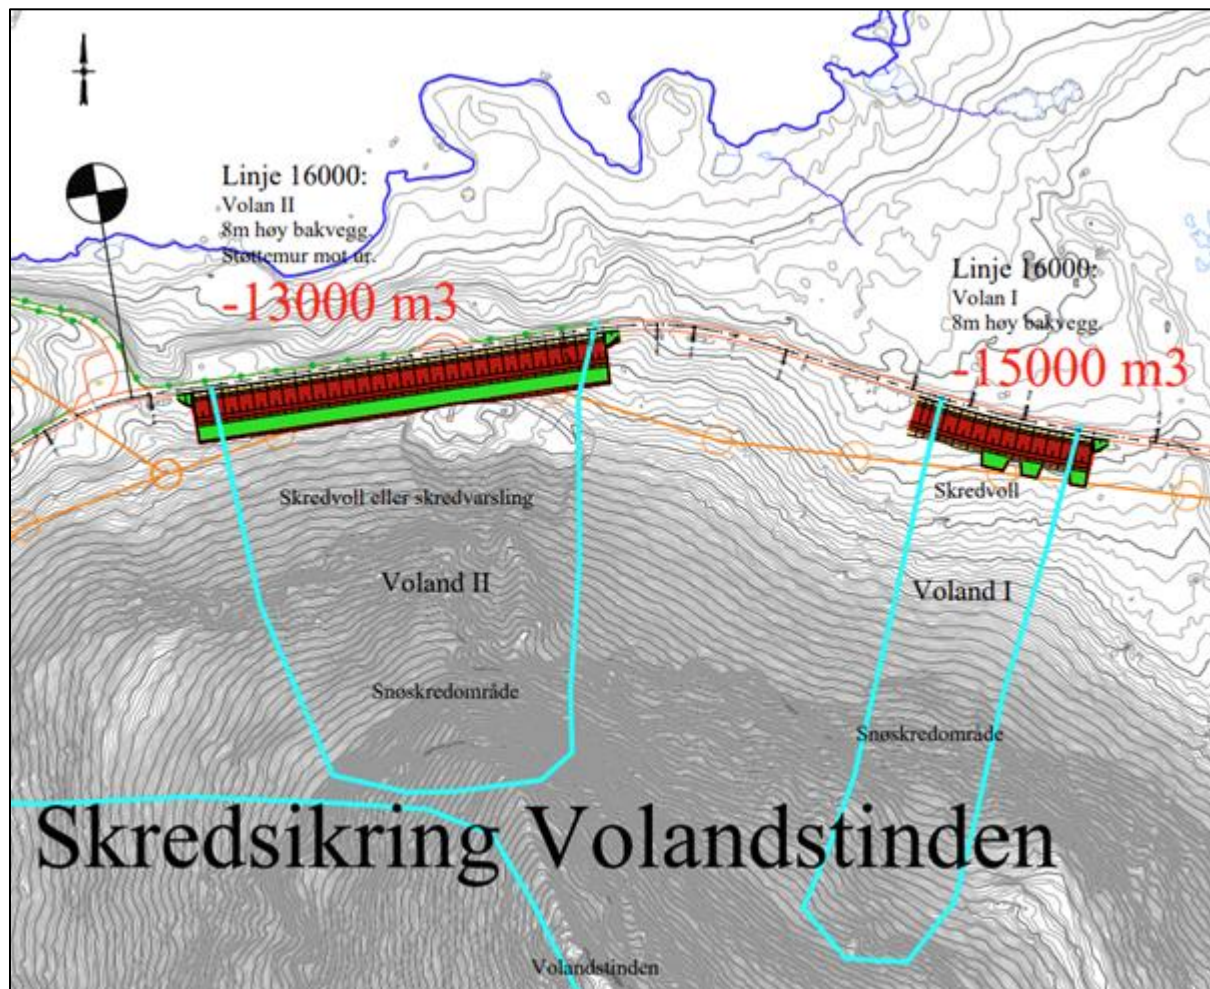 Linje 16000:
Volan II
8m høy bakvegg.
Støttemur mot ur.
-13000 m3
Linje 16000:
Volan I
8m høy bakvegg.
-15000 m3
Skredvoll eller skredvarsling
Skredvoll
Voland II
Voland I
Snøskredområde
Snøskredområde
Skredsikring Volandstinden
Volandstinden